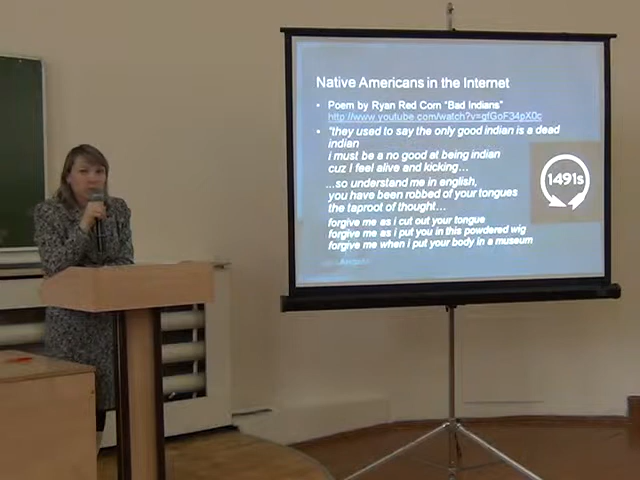 Native Americans in the Internet
• Poem by Ryan Red Corn "Bad Indians"
http://www.youtube.com/watch?v=gfGoF34pX0c
• "they used to say the only good indian is a dead
indian
i must be a no good at being indian
cuz I feel alive and kicking…
…so understand me in english,
you have been robbed of your tongues
the taproot of thought…
forgive me as i cut out your tongue
forgive me as i put you in this powdered wig
forgive me when i put your body in a museum
1491s